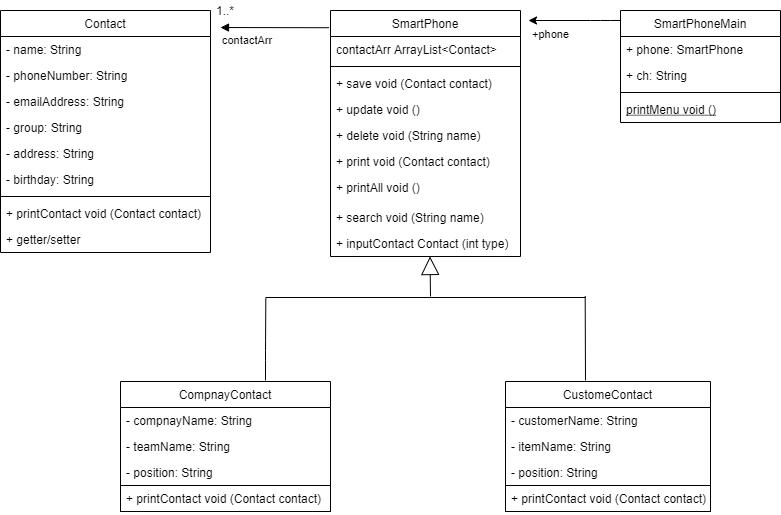 Contact
- name: String
- phoneNumber: String
- emailAddress: String
- group: String
- address: String
- birthday: String
+ printContact void (Contact contact)
+ getter/setter
1..*
contactArr
SmartPhone
contactArr ArrayList<Contact>
+ save void (Contact contact)
+ update void ()
+ delete void (String name)
+ print void (Contact contact)
+ printAll void ()
+ search void (String name)
+ inputContact Contact (int type)
+phone
SmartPhoneMain
+ phone: SmartPhone
+ ch: String
printMenu void ()
CompnayContact
- compnayName: String
- teamName: String
- position: String
+ printContact void (Contact contact)
CustomeContact
- customerName: String
- itemName: String
- position: String
+ printContact void (Contact contact)